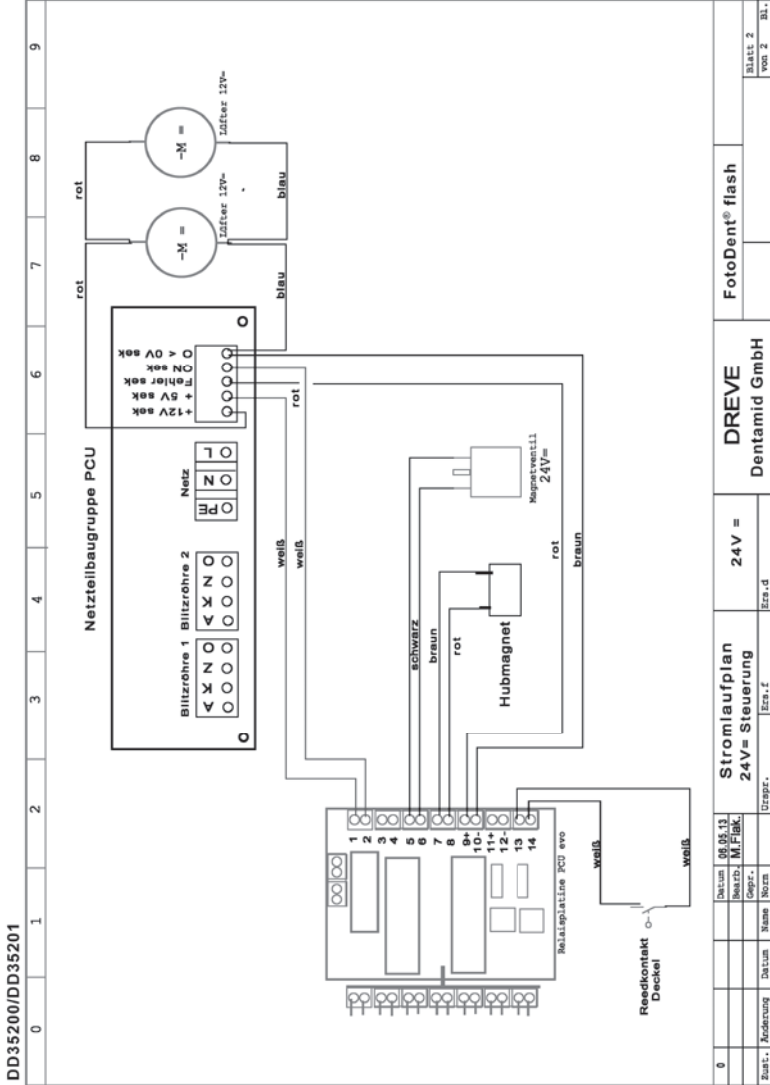 DD35200/DD35201
0 1 2 3 4 5 6 7 8 9
Netzteilbaugruppe PCU
Blitzröhre 1
A K Z O
Blitzröhre 2
A K Z O
Netz
PE N L
+12V sek
+ 5V sek
Fehler sek
ON sek
O < 0V sek
rot
rot
-M =
Lüfter 12V=
-M =
Lüfter 12V=
blau
blau
rot
weiß
weiß
schwarz
braun
rot
Hubmagnet
Magnetventil
24V=
rot
braun
1
2
3
4
5
6
7
8
9+
10-
11+
12-
13
14
Relaisplatine PCU evo
weiß
weiß
Reedkontakt
Deckel
0
Zust. Änderung Datum Name Norm
Datum 06.05.13
Bearb. M.Flak.
Gepr.
Stromlaufplan
24V= Steuerung
Urspr. Ers.f Ers.d
24V =
DREVE
Dentamid GmbH
FotoDent® flash
Blatt 2
von 2 Bl.